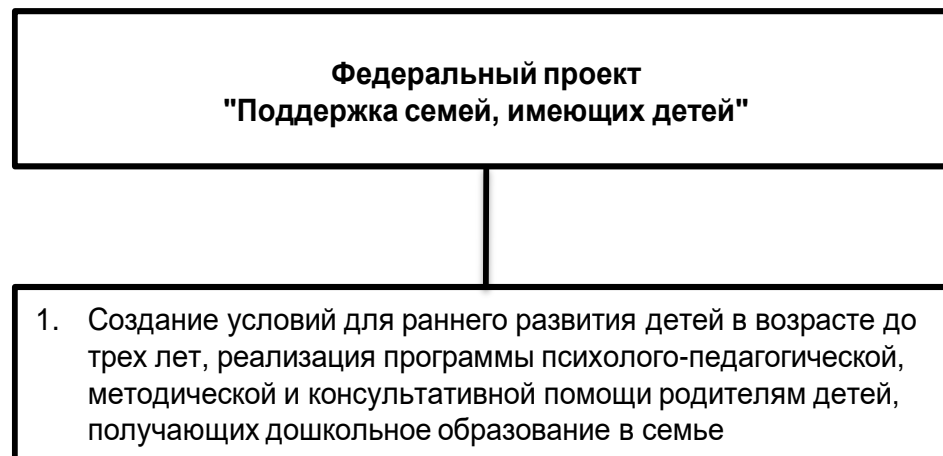 Федеральный проект
"Поддержка семей, имеющих детей"
1. Создание условий для раннего развития детей в возрасте до
трех лет, реализация программы психолого-педагогической,
методической и консультативной помощи родителям детей,
получающих дошкольное образование в семье